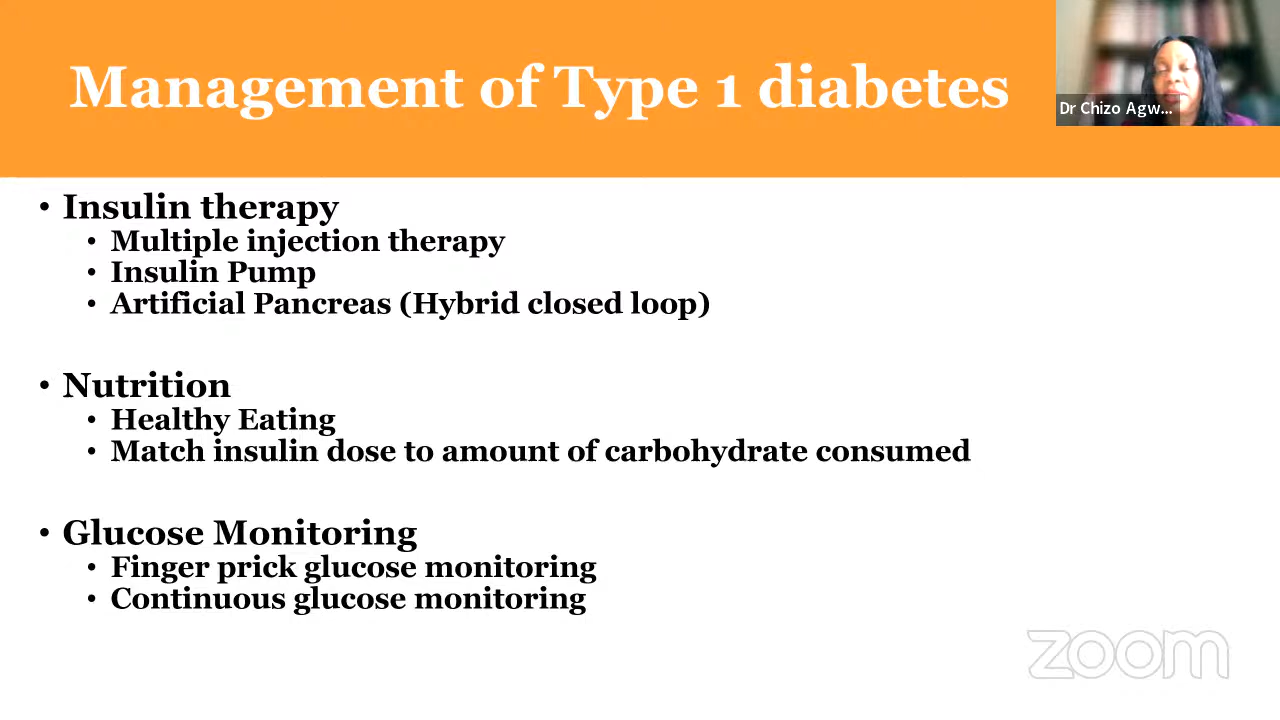 Management of Type 1 diabetes
Dr Chizo Agw...
• Insulin therapy
• Multiple injection therapy
• Insulin Pump
• Artificial Pancreas (Hybrid closed loop)
• Nutrition
• Healthy Eating
• Match insulin dose to amount of carbohydrate consumed
• Glucose Monitoring
• Finger prick glucose monitoring
• Continuous glucose monitoring
zoom